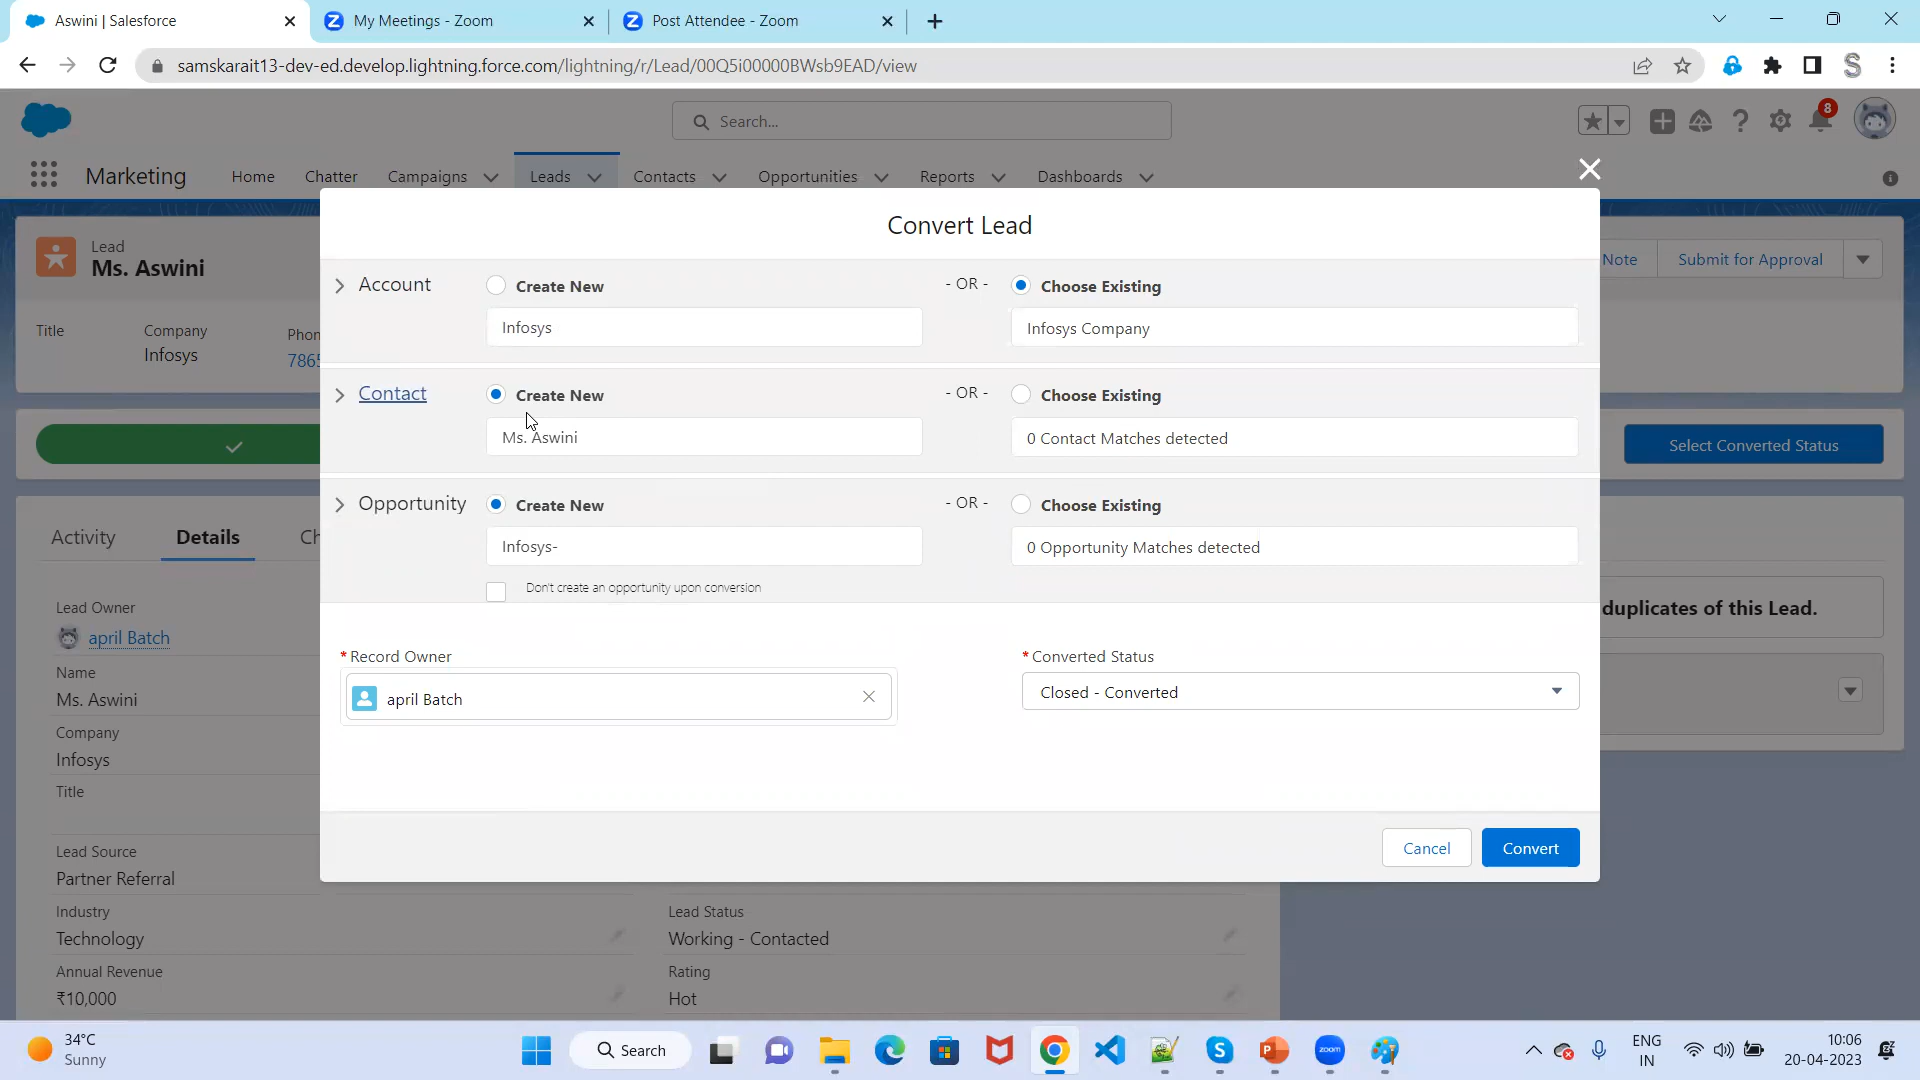 Aswini | Salesforce
My Meetings - Zoom
Post Attendee - Zoom
samskarait13-dev-ed.develop.lightning.force.com/lightning/r/Lead/00Q5i00000BWsb9EAD/view
Search...
8
Marketing
Home
Chatter
Campaigns
Leads
Contacts
Opportunities
Reports
Dashboards
Lead
Ms. Aswini
Note
Submit for Approval
Title
Company
Infosys
Phon
7865
Select Converted Status
Convert Lead
Account
Create New
- OR -
Choose Existing
Infosys
Infosys Company
Contact
Create New
- OR -
Choose Existing
Ms. Aswini
0 Contact Matches detected
Opportunity
Create New
- OR -
Choose Existing
Infosys-
0 Opportunity Matches detected
Don't create an opportunity upon conversion
* Record Owner
april Batch
* Converted Status
Closed - Converted
Cancel
Convert
Activity
Details
Ch
duplicates of this Lead.
Lead Owner
april Batch
Name
Ms. Aswini
Company
Infosys
Title
Lead Source
Partner Referral
Industry
Technology
Lead Status
Working - Contacted
Annual Revenue
₹10,000
Rating
Hot
34°C
Sunny
Search
zoom
ENG
IN
10:06
20-04-2023